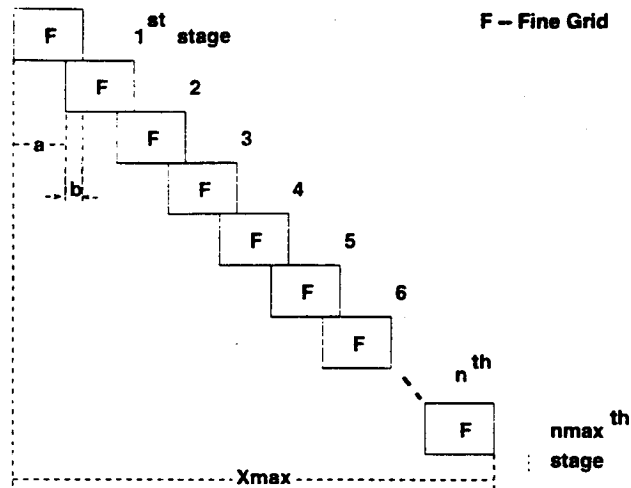 F – Fine Grid
F
1st stage
F
2
F
3
a
b
F
4
F
5
F
6
F
nth
F
nmax th
stage
Xmax